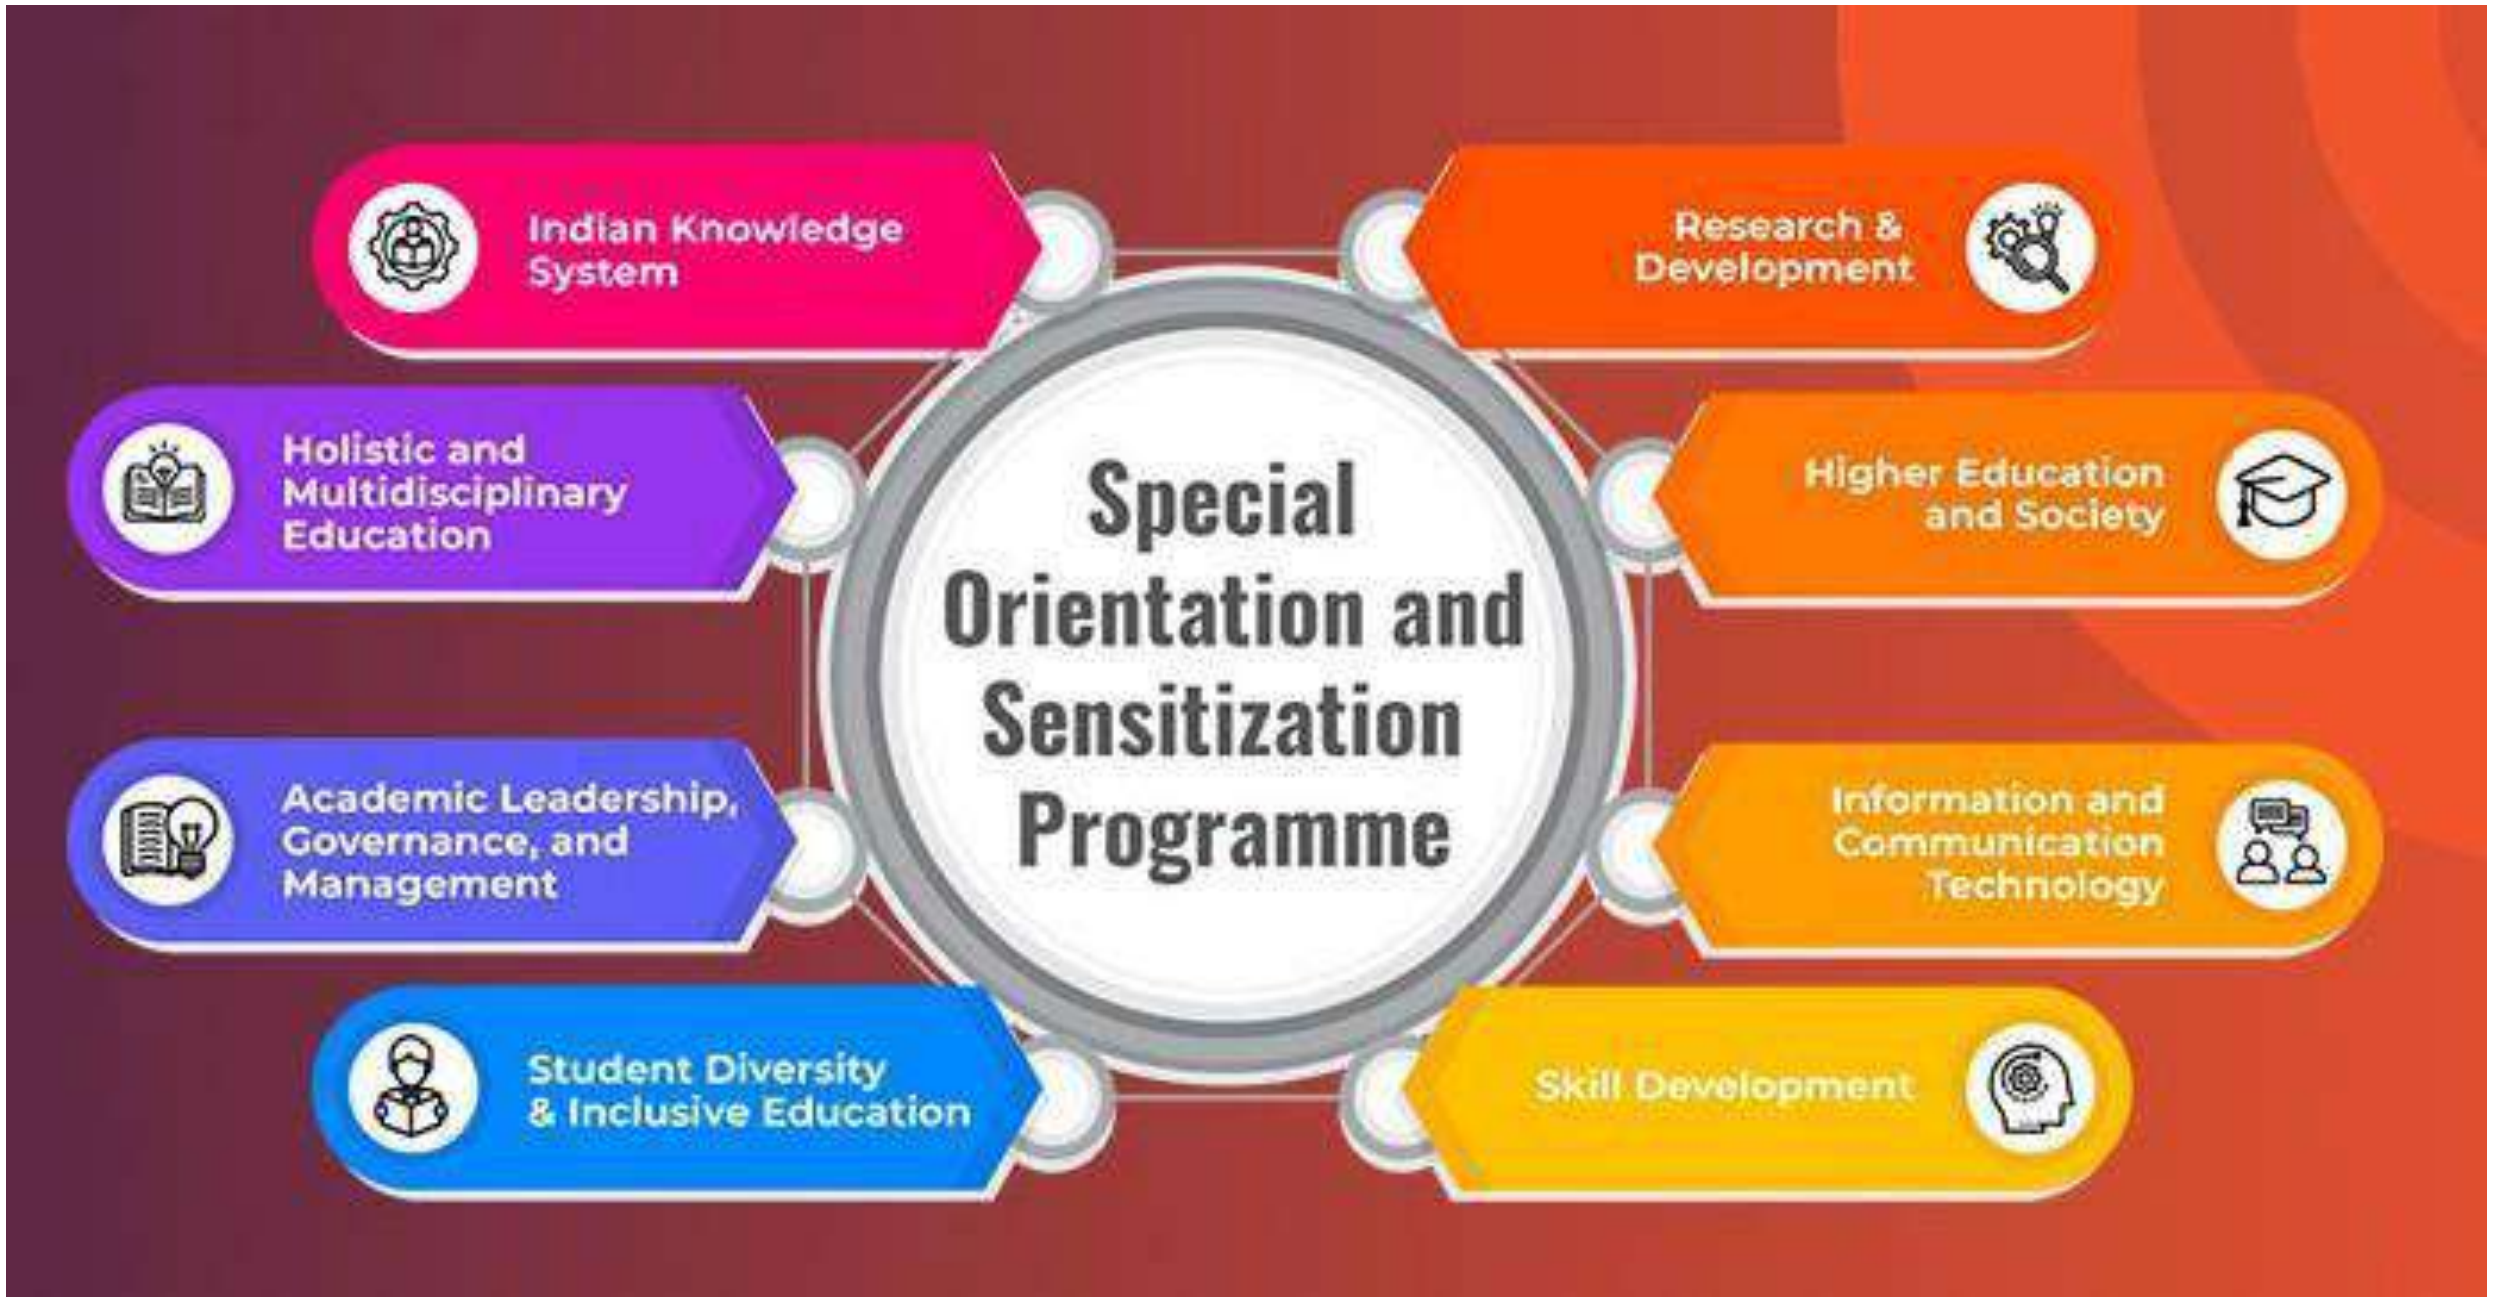 Indian Knowledge
System
Holistic and
Multidisciplinary
Education
Academic Leadership,
Governance, and
Management
Student Diversity
& Inclusive Education
Special
Orientation and
Sensitization
Programme
Research &
Development
Higher Education
and Society
Information and
Communication
Technology
Skill Development